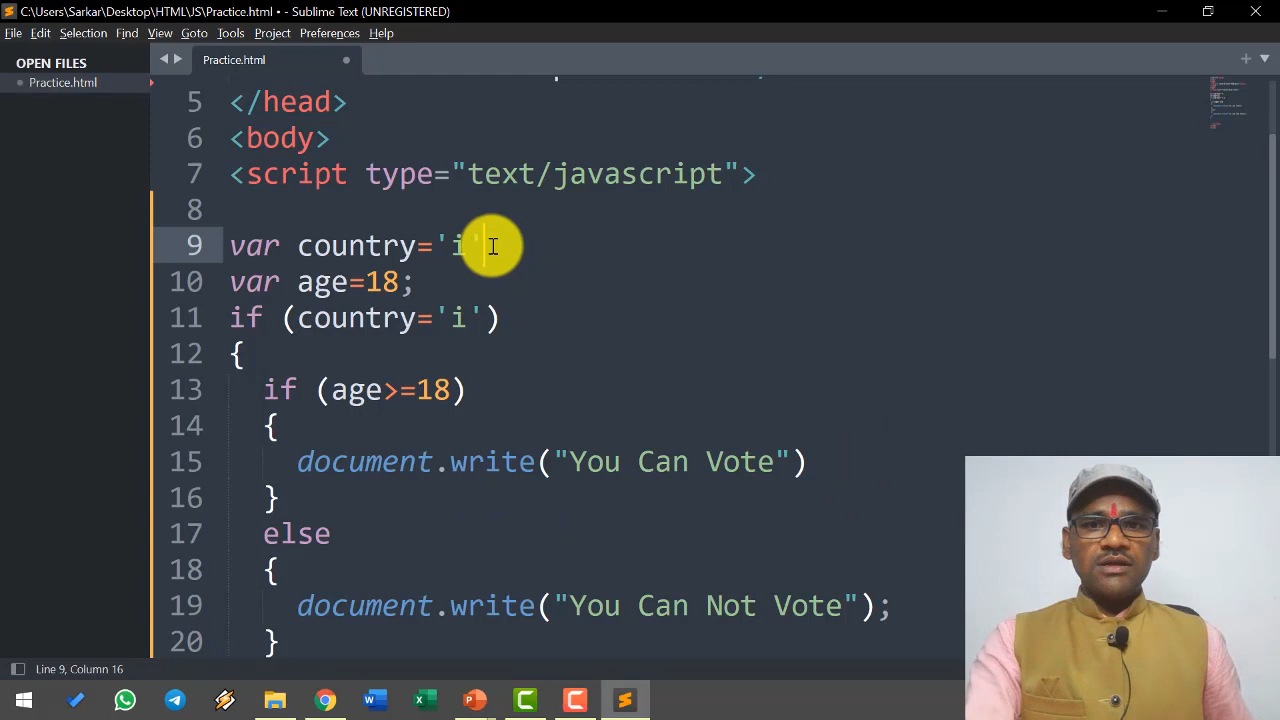 C:\Users\Sarkar\Desktop\HTML\JS\Practice.html • - Sublime Text (UNREGISTERED)
File Edit Selection Find View Goto Tools Project Preferences Help
OPEN FILES
Practice.html
Practice.html
5 </head>
6 <body>
7 <script type="text/javascript">
8
9 var country='i'
10 var age=18;
11 if (country='i')
12 {
13 if (age>=18)
14 {
15 document.write("You Can Vote")
16 }
17 else
18 {
19 document.write("You Can Not Vote");
20 }
Line 9, Column 16